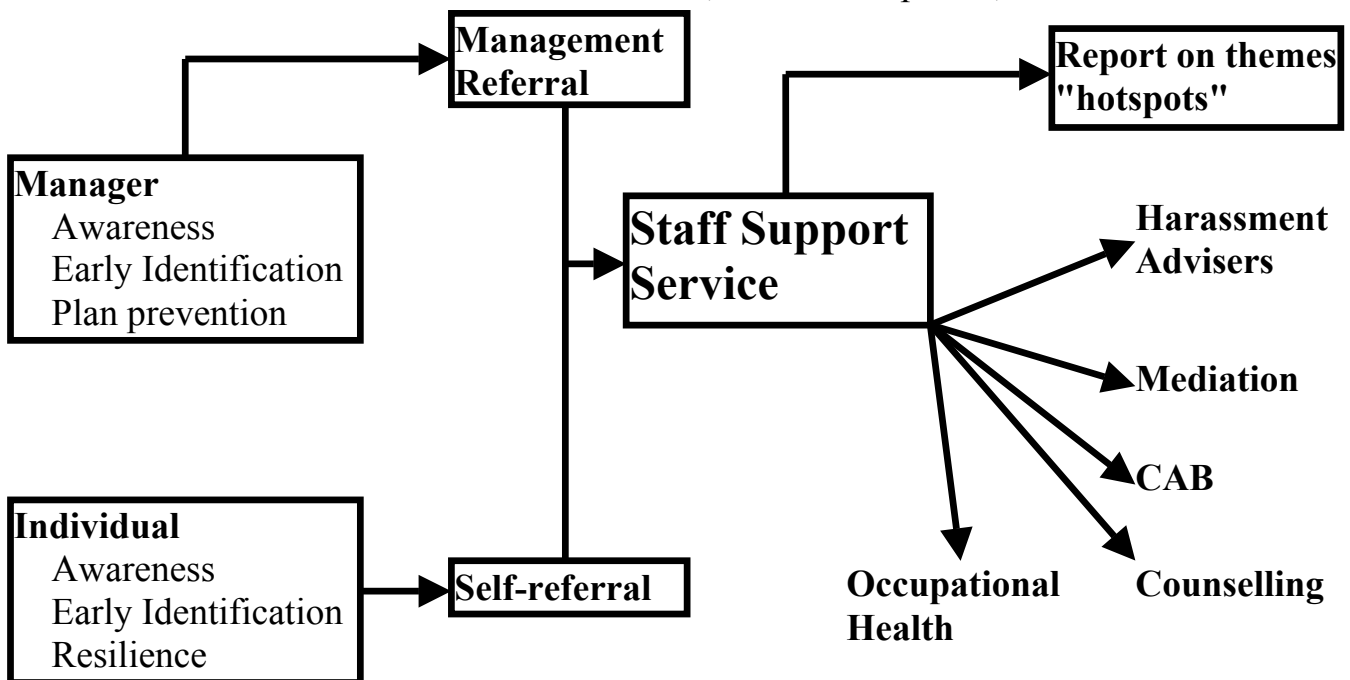 Management
Referral
Report on themes
"hotspots"
Manager
Awareness
Early Identification
Plan prevention
Staff Support
Service
Harassment
Advisers
Mediation
CAB
Individual
Awareness
Early Identification
Resilience
Self-referral
Occupational
Health
Counselling